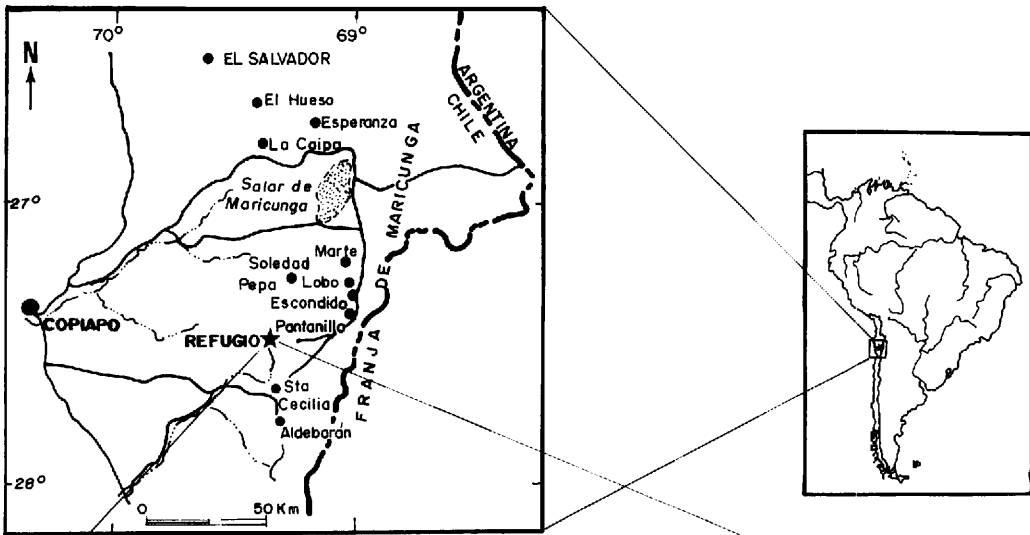 70° 69°
N
EL SALVADOR
El Hueso
Esperanza
La Coipa
ARGENTINA
CHILE
FRANJA DE MARICUNGA
27°
Salar de
Maricunga
Marte
Soledad
Pepa Lobo
Escondido
COPIAPO
Pantanillo
REFUGIO
Sta
Cecilia
Aldebarán
28°
0 50 Km